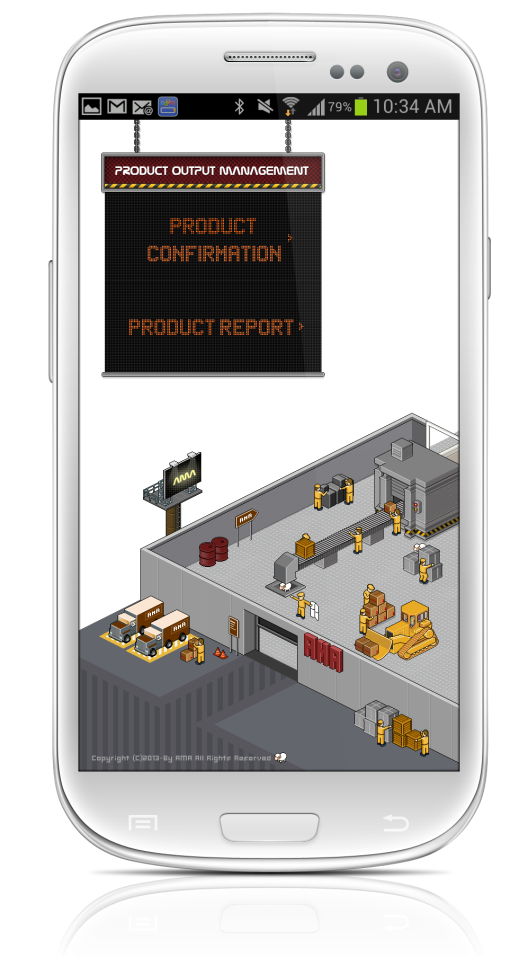 79% 10:34 AM
PRODUCT OUTPUT MANAGEMENT
PRODUCT
CONFIRMATION >
PRODUCT REPORT >
AMA
AMA
AMA
AMA
Copyright (C)2013 By AMA All Rights Reserved